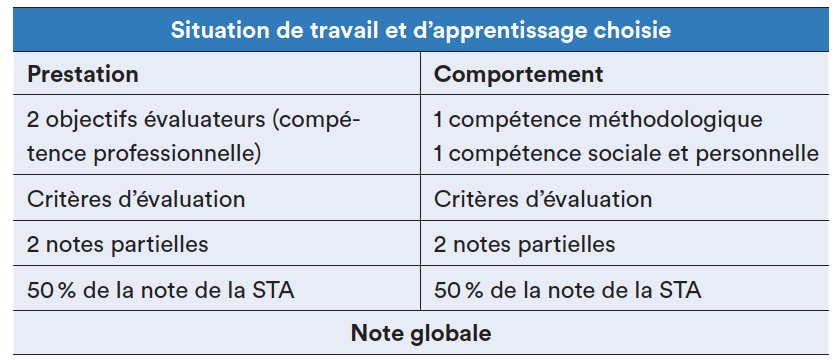 Situation de travail et d’apprentissage choisie
Prestation
Comportement
2 objectifs évaluateurs (compé-
tence professionnelle)
1 compétence méthodologique
1 compétence sociale et personnelle
Critères d’évaluation
Critères d’évaluation
2 notes partielles
2 notes partielles
50 % de la note de la STA
50 % de la note de la STA
Note globale